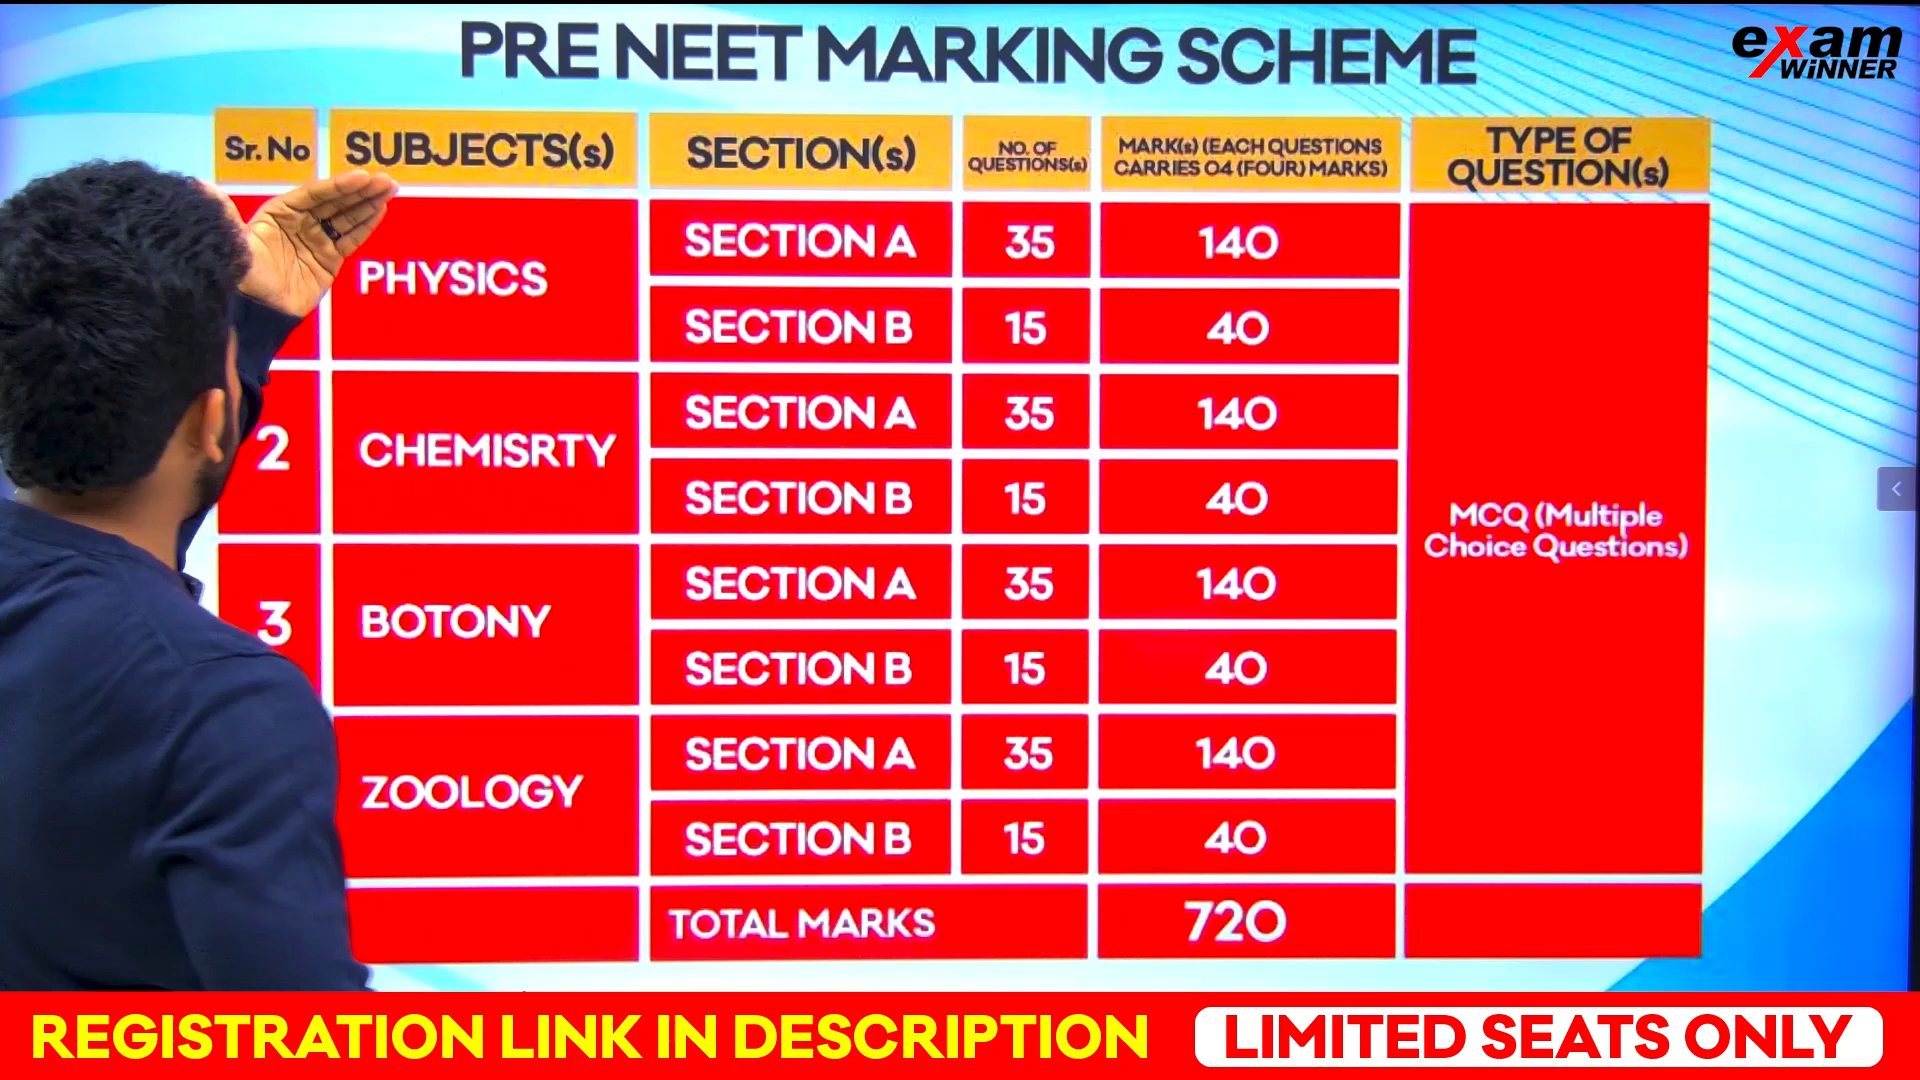 PRE NEET MARKING SCHEME
exam
WiNNER
Sr. No SUBJECTS(s) SECTION(s) NO. OF QUESTIONS(s) MARK(s) (EACH QUESTIONS CARRIES 04 (FOUR) MARKS) TYPE OF QUESTION(s)
PHYSICS SECTION A 35 140
SECTION B 15 40
2 CHEMISRTY SECTION A 35 140
SECTION B 15 40
MCQ (Multiple
Choice Questions)
3 BOTONY SECTION A 35 140
SECTION B 15 40
ZOOLOGY SECTION A 35 140
SECTION B 15 40
TOTAL MARKS 720
REGISTRATION LINK IN DESCRIPTION LIMITED SEATS ONLY